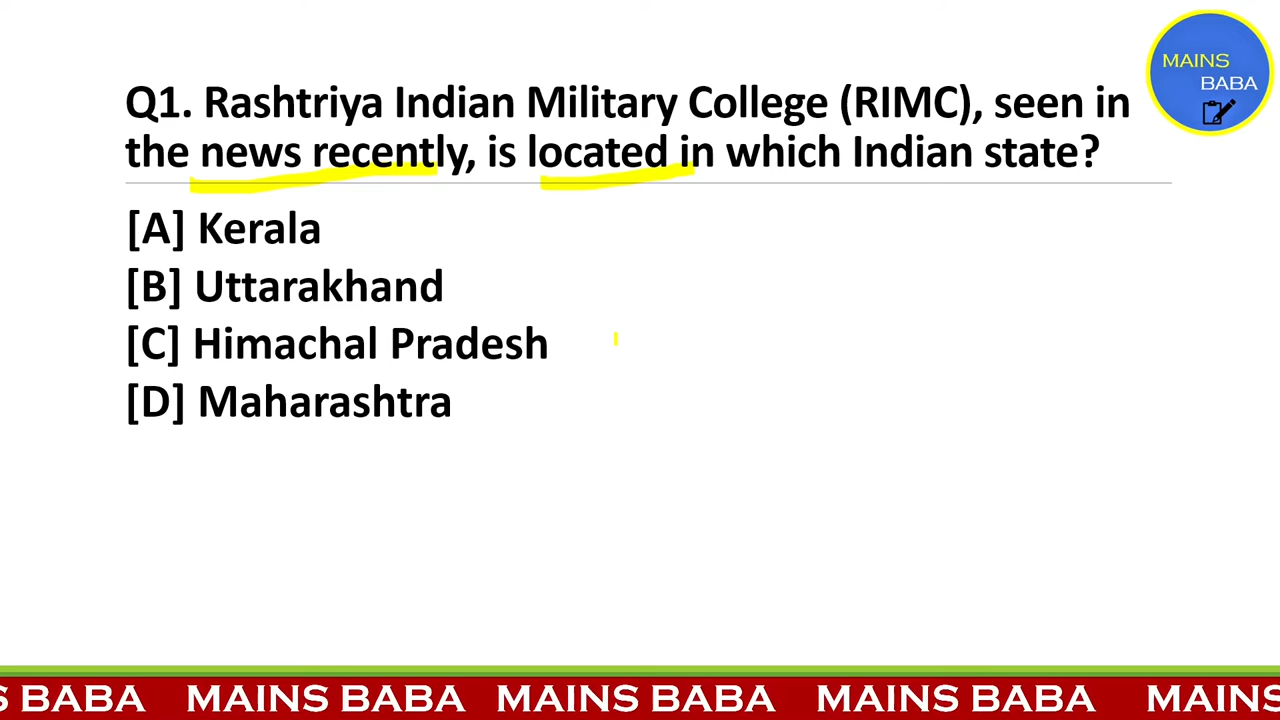 MAINS
BABA
Q1. Rashtriya Indian Military College (RIMC), seen in
the news recently, is located in which Indian state?
[A] Kerala
[B] Uttarakhand
[C] Himachal Pradesh
[D] Maharashtra
S BABA MAINS BABA MAINS BABA MAINS BABA MAINS